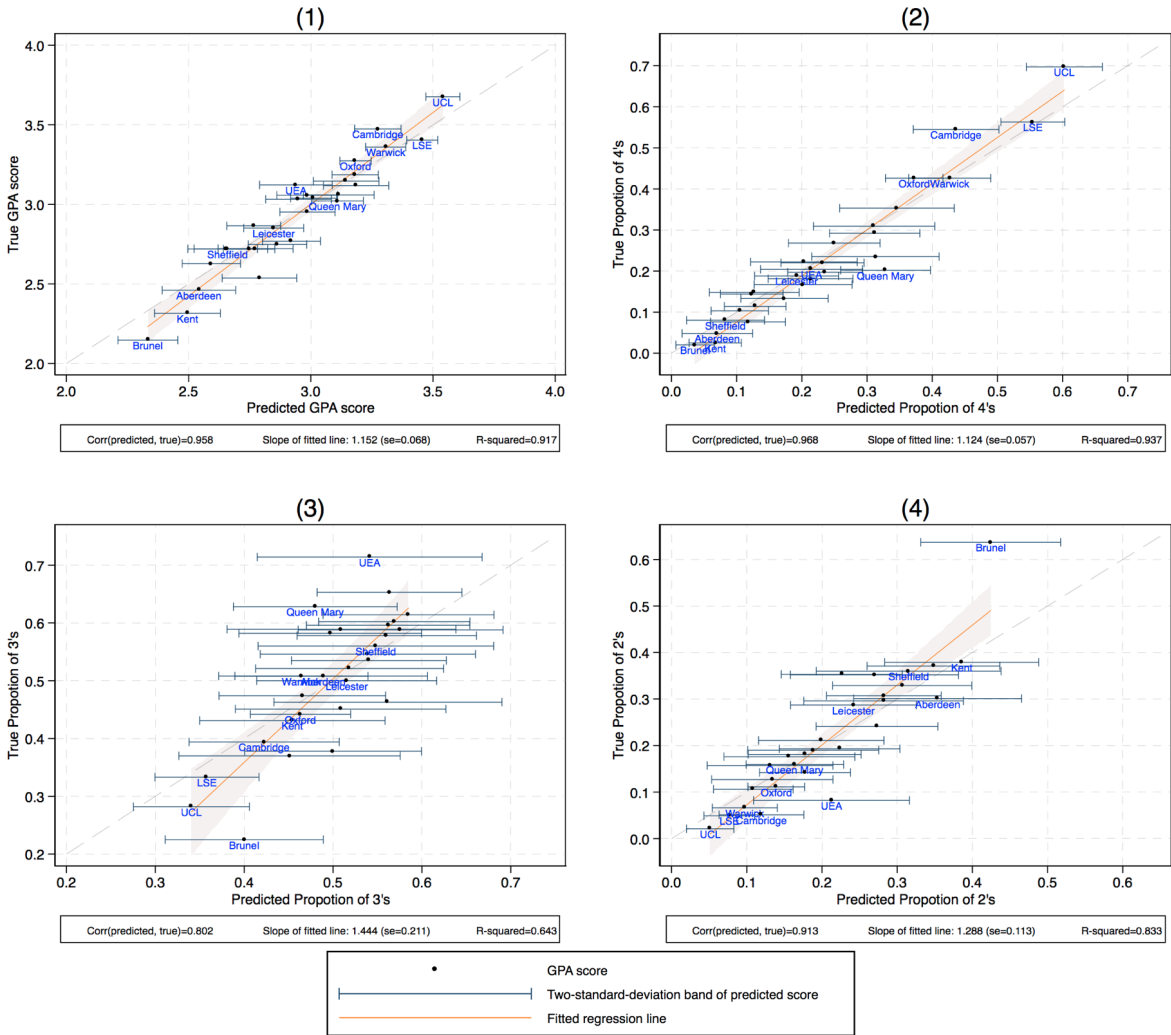 (1)
4.0
3.5
3.0
2.5
2.0
True GPA score
UCL
Cambridge
LSE
Warwick
Oxford
UEA
Queen Mary
Leicester
Sheffield
Aberdeen
Kent
Brunel
2.0 2.5 3.0 3.5 4.0
Predicted GPA score
Corr(predicted, true)=0.958 Slope of fitted line: 1.152 (se=0.068) R-squared=0.917
(2)
0.7
0.6
0.5
0.4
0.3
0.2
0.1
0.0
True Propotion of 4's
UCL
LSE
Cambridge
Oxford Warwick
UEA
Queen Mary
Leicester
Sheffield
Aberdeen
Kent
Brunel
0.0 0.1 0.2 0.3 0.4 0.5 0.6 0.7
Predicted Propotion of 4's
Corr(predicted, true)=0.968 Slope of fitted line: 1.124 (se=0.057) R-squared=0.937
(3)
0.7
0.6
0.5
0.4
0.3
0.2
True Propotion of 3's
UEA
Queen Mary
Sheffield
Warwick Aberdeen
Leicester
Oxford
Kent
Cambridge
LSE
UCL
Brunel
0.2 0.3 0.4 0.5 0.6 0.7
Predicted Propotion of 3's
Corr(predicted, true)=0.802 Slope of fitted line: 1.444 (se=0.211) R-squared=0.643
(4)
0.6
0.5
0.4
0.3
0.2
0.1
0.0
True Propotion of 2's
Brunel
Kent
Sheffield
Aberdeen
Leicester
Queen Mary
Oxford
UEA
Warwick
LSE Cambridge
UCL
0.0 0.1 0.2 0.3 0.4 0.5 0.6
Predicted Propotion of 2's
Corr(predicted, true)=0.913 Slope of fitted line: 1.288 (se=0.113) R-squared=0.833
GPA score
Two-standard-deviation band of predicted score
Fitted regression line